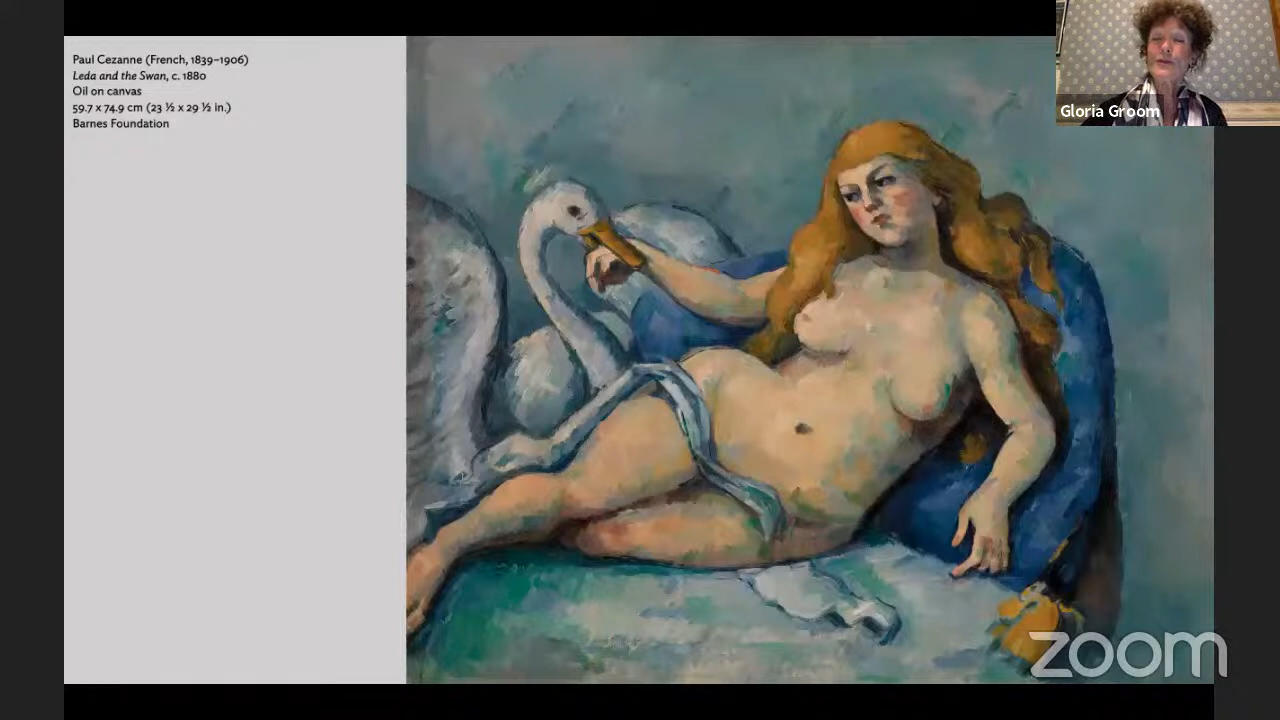 Paul Cezanne (French, 1839–1906)
Leda and the Swan, c. 1880
Oil on canvas
59.7 x 74.9 cm (23 ½ x 29 ½ in.)
Barnes Foundation
Gloria Groom
zoom